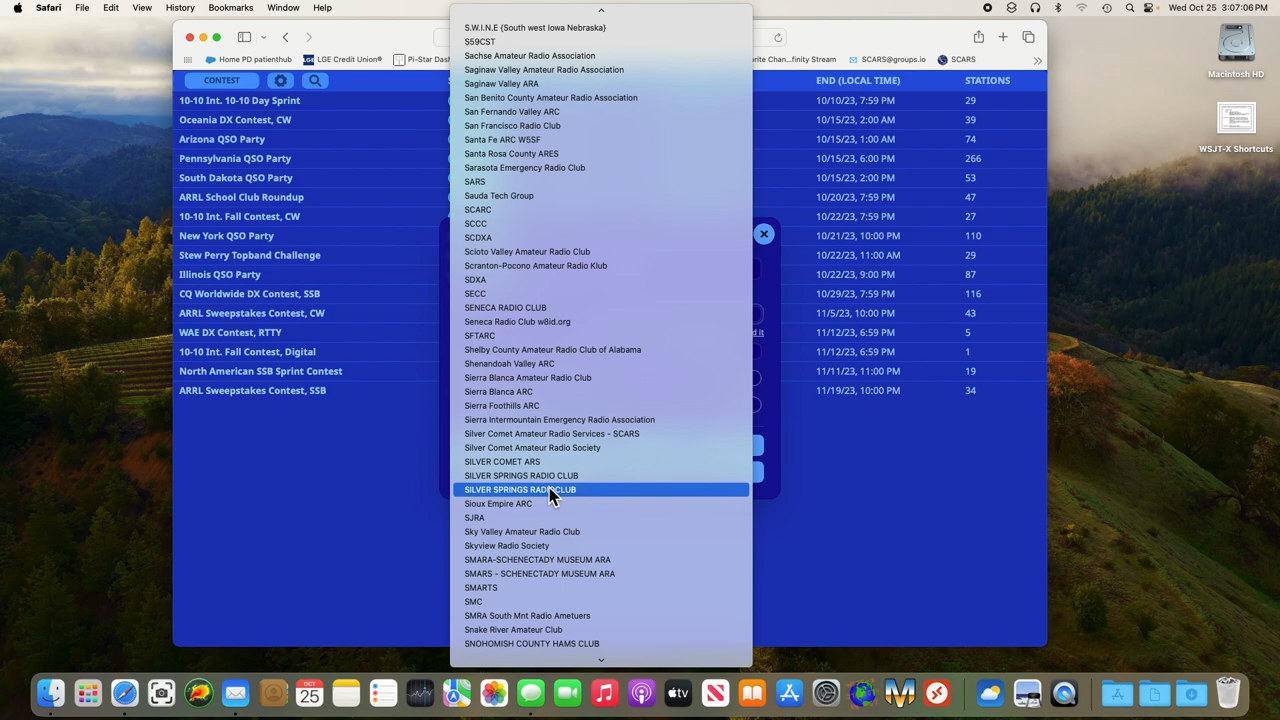 Safari File Edit View History Bookmarks Window Help
Wed Oct 25 3:07:06 PM
Home PD patienthub
LGE Credit Union®
Pi-Star Dash
rite Chan...finity Stream
SCARS@groups.io
SCARS
CONTEST
END (LOCAL TIME)
STATIONS
10-10 Int. 10-10 Day Sprint 10/10/23, 7:59 PM 29
Oceania DX Contest, CW 10/15/23, 2:00 AM 39
Arizona QSO Party 10/15/23, 1:00 AM 74
Pennsylvania QSO Party 10/15/23, 6:00 PM 266
South Dakota QSO Party 10/15/23, 2:00 PM 53
ARRL School Club Roundup 10/20/23, 7:59 PM 47
10-10 Int. Fall Contest, CW 10/22/23, 7:59 PM 27
New York QSO Party 10/21/23, 10:00 PM 110
Stew Perry Topband Challenge 10/22/23, 11:00 AM 29
Illinois QSO Party 10/22/23, 9:00 PM 87
CQ Worldwide DX Contest, SSB 10/29/23, 7:59 PM 116
ARRL Sweepstakes Contest, CW 11/5/23, 10:00 PM 43
WAE DX Contest, RTTY 11/12/23, 6:59 PM 5
10-10 Int. Fall Contest, Digital 11/12/23, 6:59 PM 1
North American SSB Sprint Contest 11/11/23, 11:00 PM 19
ARRL Sweepstakes Contest, SSB 11/19/23, 10:00 PM 34
d it
S.W.I.N.E {South west Iowa Nebraska}
S59CST
Sachse Amateur Radio Association
Saginaw Valley Amateur Radio Association
Saginaw Valley ARA
San Benito County Amateur Radio Association
San Fernando Valley ARC
San Francisco Radio Club
Santa Fe ARC W5SF
Santa Rosa County ARES
Sarasota Emergency Radio Club
SARS
Sauda Tech Group
SCARC
SCCC
SCDXA
Scioto Valley Amateur Radio Club
Scranton-Pocono Amateur Radio Klub
SDXA
SECC
SENECA RADIO CLUB
Seneca Radio Club w8id.org
SFTARC
Shelby County Amateur Radio Club of Alabama
Shenandoah Valley ARC
Sierra Blanca Amateur Radio Club
Sierra Blanca ARC
Sierra Foothills ARC
Sierra Intermountain Emergency Radio Association
Silver Comet Amateur Radio Services - SCARS
Silver Comet Amateur Radio Society
SILVER COMET ARS
SILVER SPRINGS RADIO CLUB
SILVER SPRINGS RADIOCLUB
Sioux Empire ARC
SJRA
Sky Valley Amateur Radio Club
Skyview Radio Society
SMARA-SCHENECTADY MUSEUM ARA
SMARS - SCHENECTADY MUSEUM ARA
SMARTS
SMC
SMRA South Mnt Radio Ametuers
Snake River Amateur Club
SNOHOMISH COUNTY HAMS CLUB
Macintosh HD
WSJT-X Shortcuts
OCT
25
tv